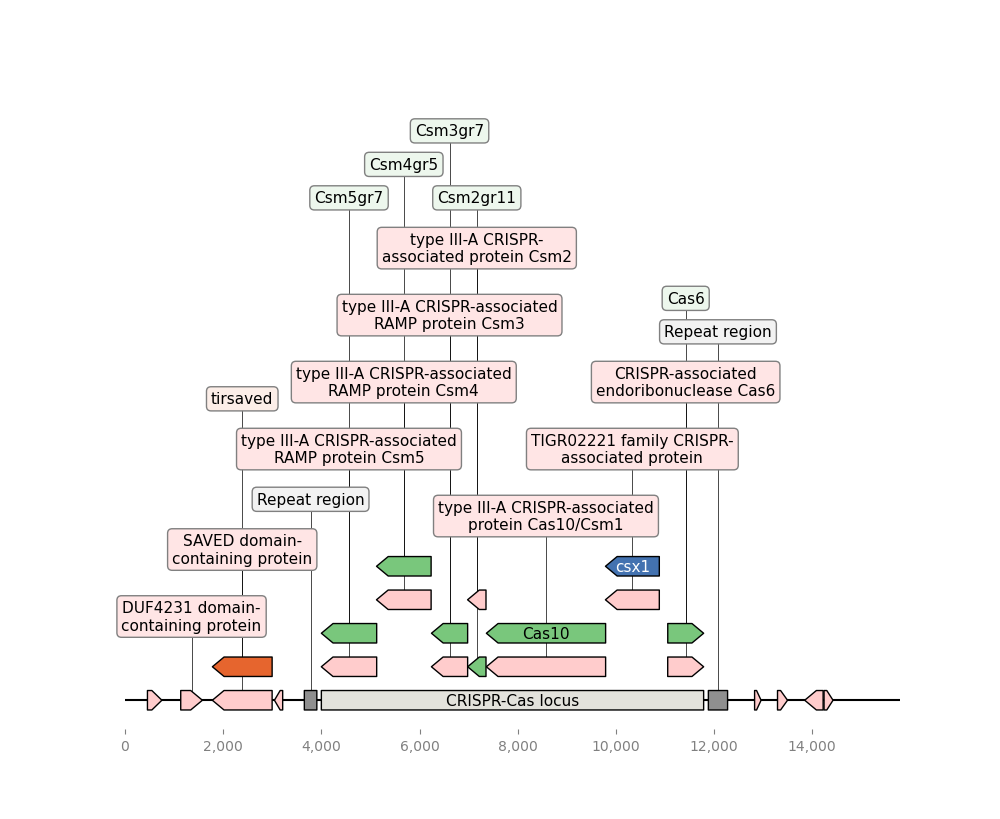 Csm3gr7
Csm4gr5
Csm5gr7
Csm2gr11
type III-A CRISPR-
associated protein Csm2
Cas6
type III-A CRISPR-associated
RAMP protein Csm3
Repeat region
type III-A CRISPR-associated
RAMP protein Csm4
CRISPR-associated
endoribonuclease Cas6
tirsaved
type III-A CRISPR-associated
RAMP protein Csm5
TIGR02221 family CRISPR-
associated protein
Repeat region
type III-A CRISPR-associated
protein Cas10/Csm1
SAVED domain-
containing protein
csx1
DUF4231 domain-
containing protein
Cas10
CRISPR-Cas locus
0 2,000 4,000 6,000 8,000 10,000 12,000 14,000